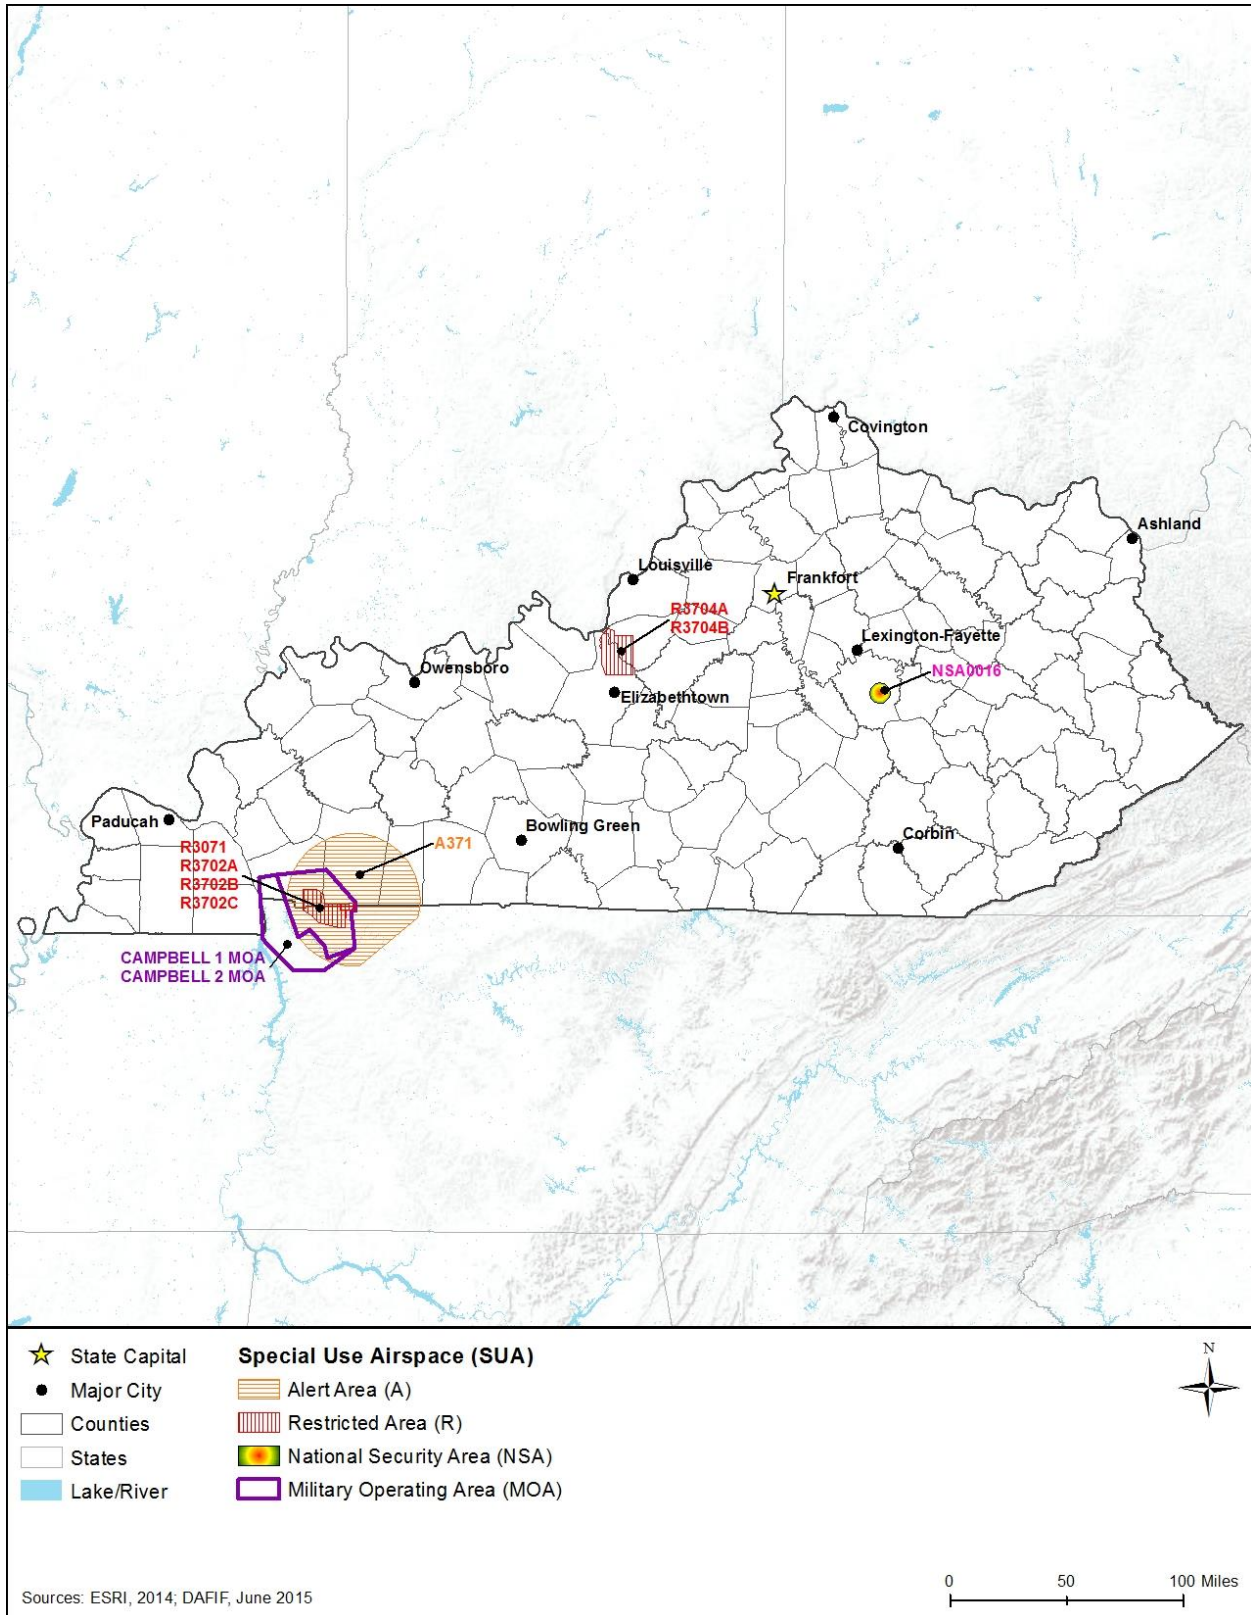 Covington
Ashland
Louisville
Frankfort
R3704A
R3704B
Lexington-Fayette
Owensboro
NSA0016
Elizabethtown
Paducah
Bowling Green
Corbin
R3071
R3702A
R3702B
R3702C
A371
CAMPBELL 1 MOA
CAMPBELL 2 MOA
State Capital
Major City
Counties
States
Lake/River
Special Use Airspace (SUA)
Alert Area (A)
Restricted Area (R)
National Security Area (NSA)
Military Operating Area (MOA)
N
Sources: ESRI, 2014; DAFIF, June 2015
0 50 100 Miles